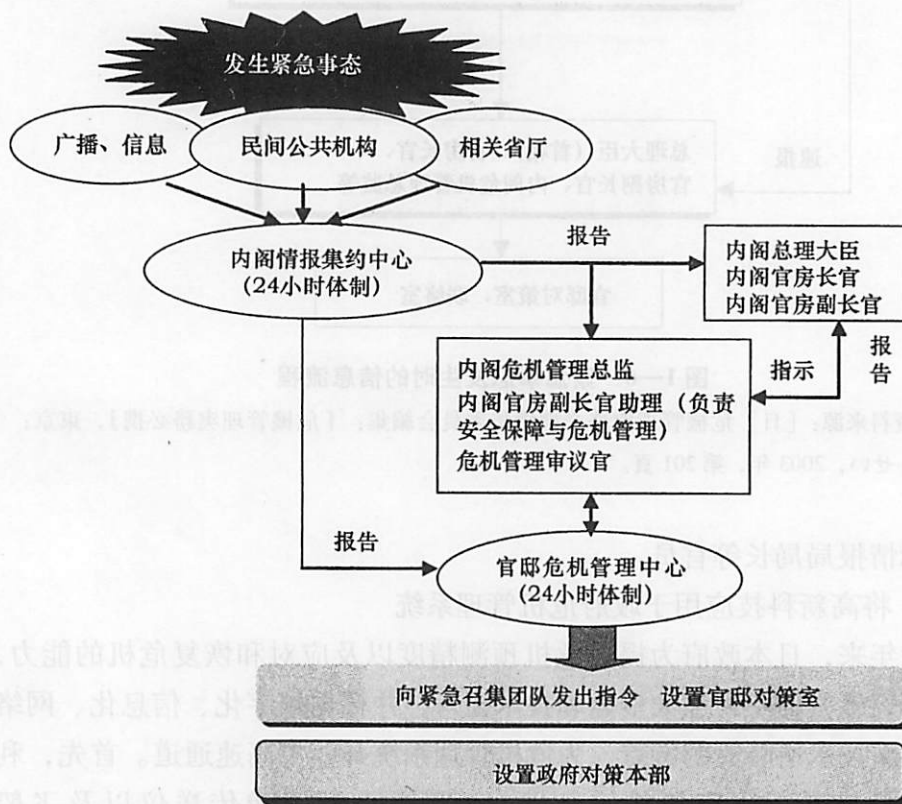 发生紧急事态
广播、信息
民间公共机构
相关省厅
内阁情报集约中心
(24小时体制)
报告
内阁总理大臣
内阁官房长官
内阁官房副长官
内阁危机管理总监
内阁官房副长官助理（负责
安全保障与危机管理）
危机管理审议官
指示
报
告
报告
官邸危机管理中心
(24小时体制)
向紧急召集团队发出指令 设置官邸对策室
设置政府对策本部